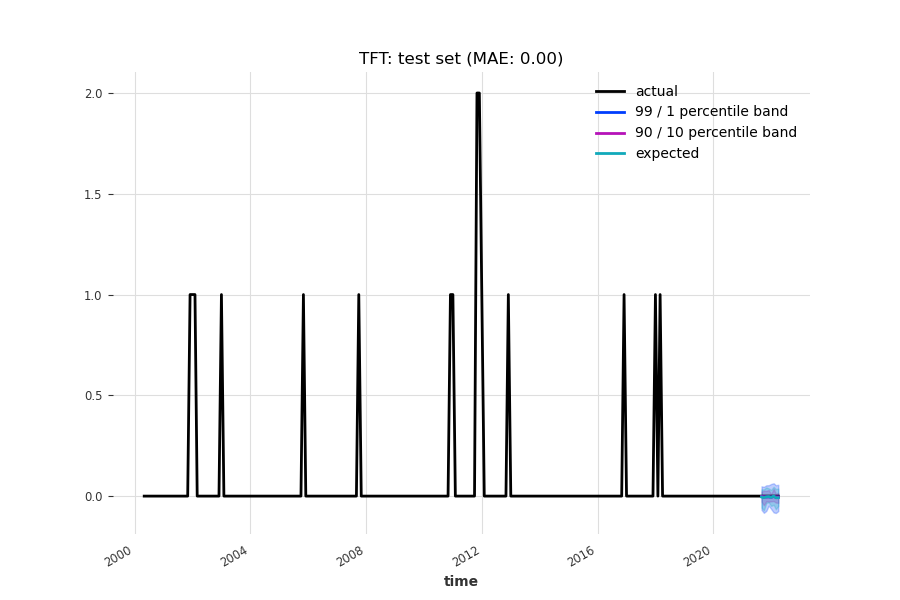 TFT: test set (MAE: 0.00)
actual
99 / 1 percentile band
90 / 10 percentile band
expected
2.0
1.5
1.0
0.5
0.0
2000
2004
2008
2012
2016
2020
time